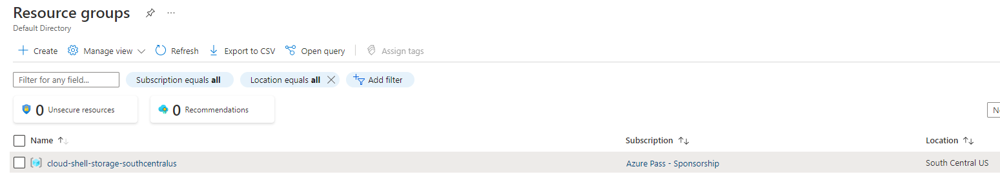 Resource groups
Default Directory
Create Manage view Refresh Export to CSV Open query Assign tags
Filter for any field... Subscription equals all Location equals all Add filter
0 Unsecure resources 0 Recommendations
Name Subscription Location
cloud-shell-storage-southcentralus Azure Pass - Sponsorship South Central US